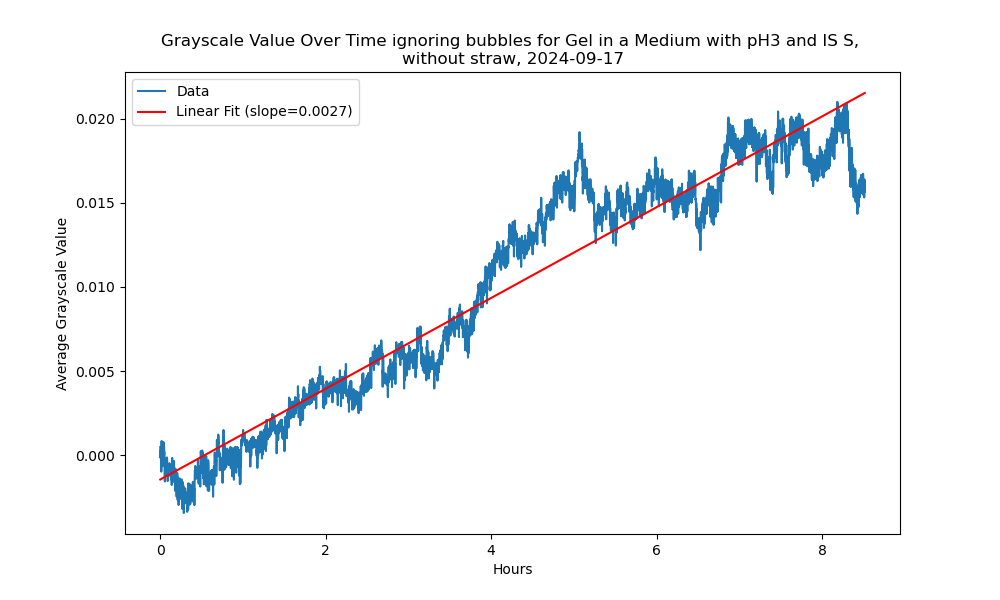 Grayscale Value Over Time ignoring bubbles for Gel in a Medium with pH3 and IS S,
without straw, 2024-09-17
Data
Linear Fit (slope=0.0027)
Average Grayscale Value
0.020
0.015
0.010
0.005
0.000
0
2
4
6
8
Hours